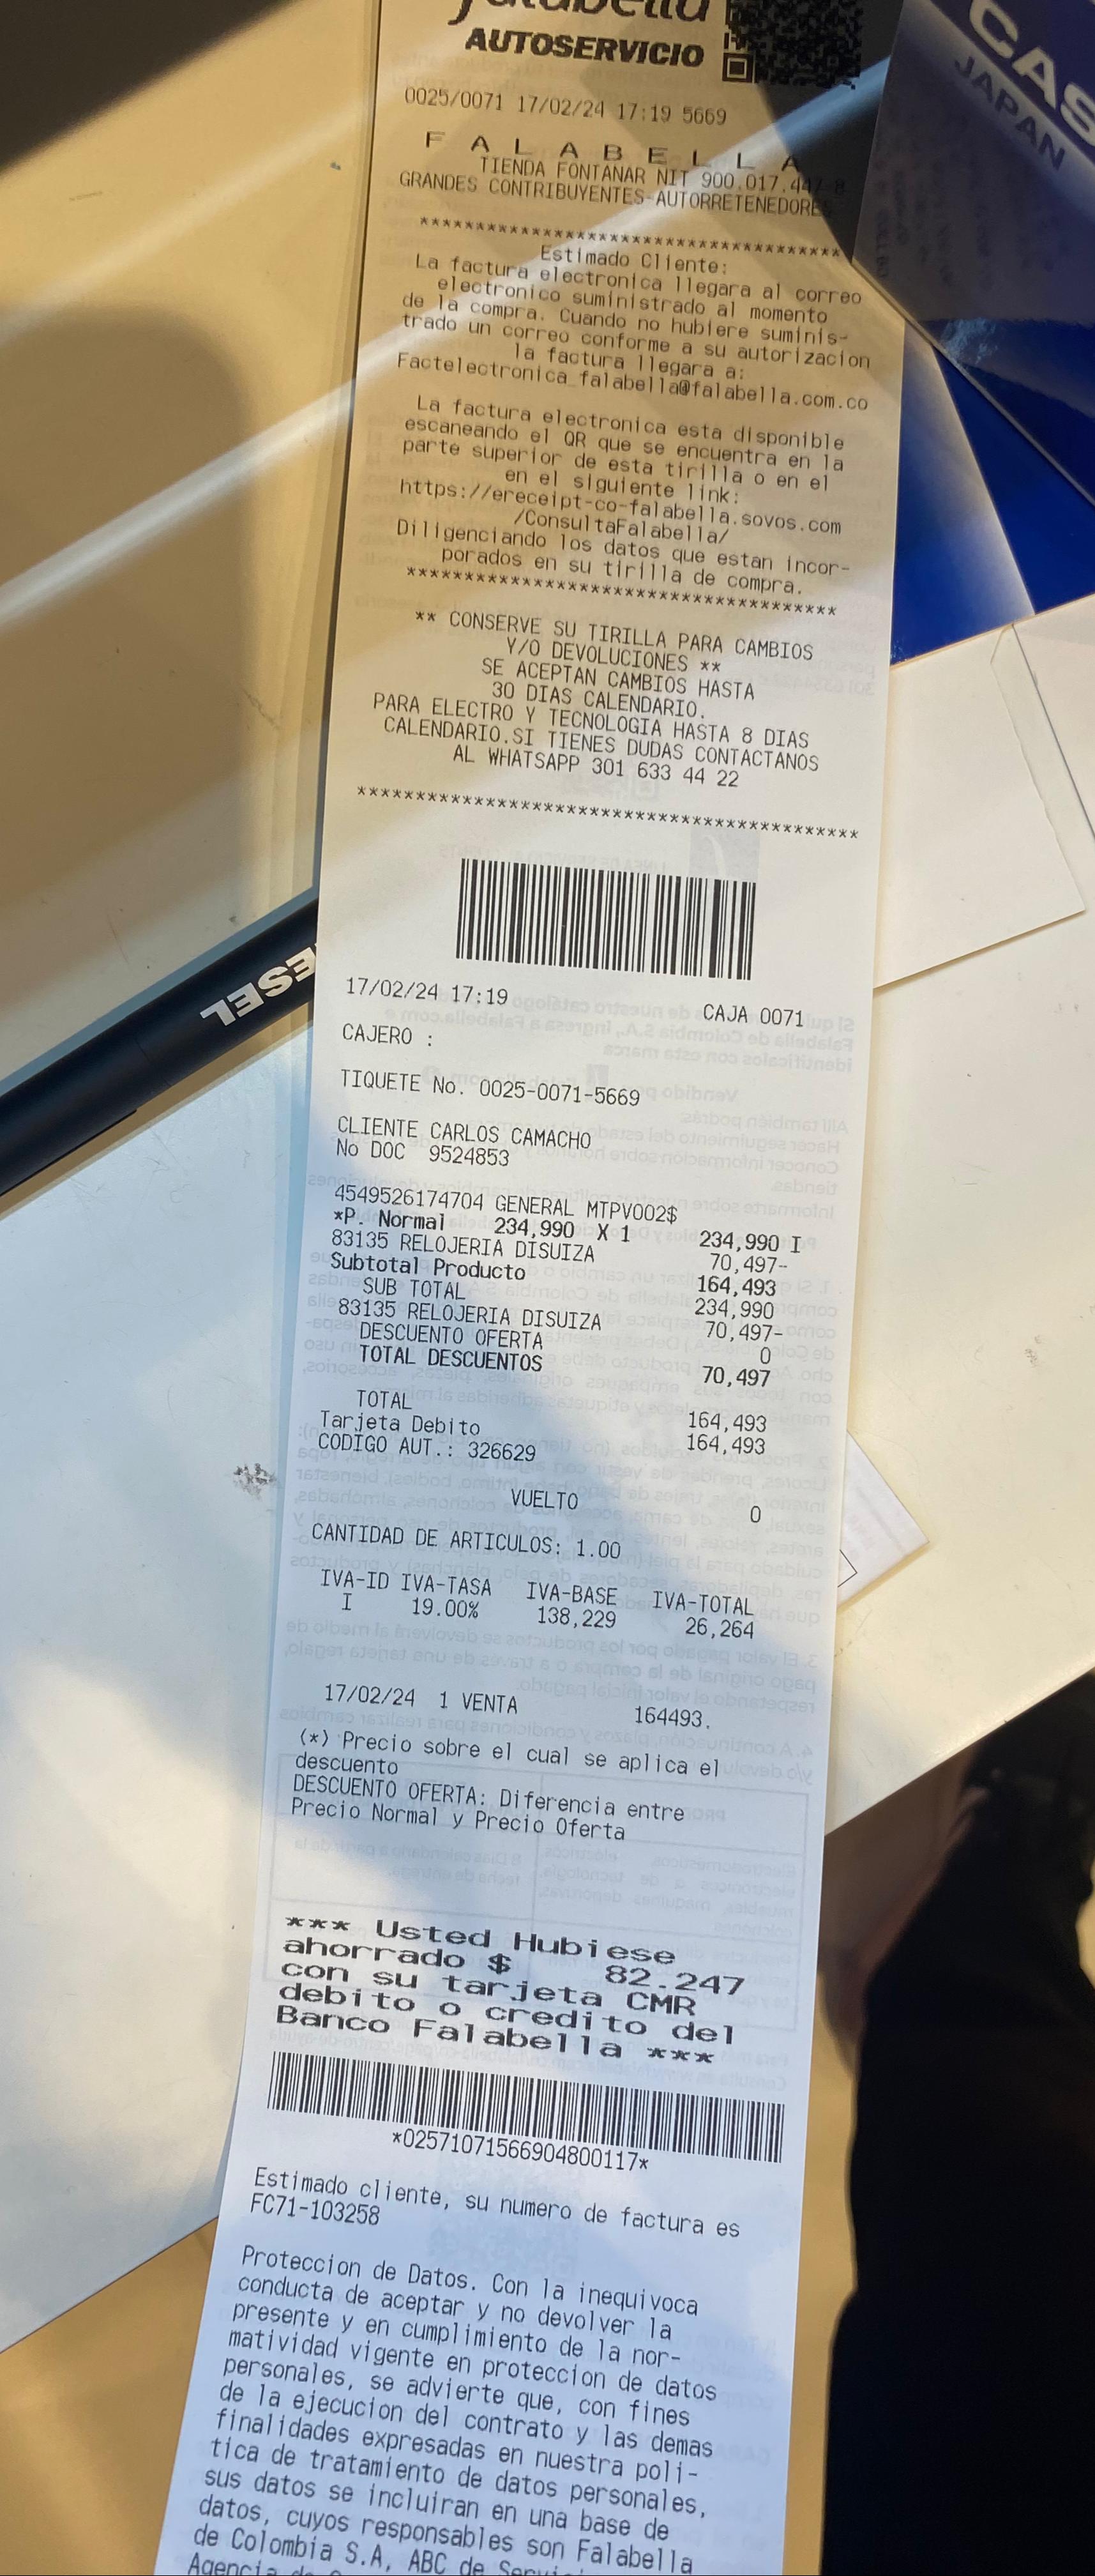 falabella
AUTOSERVICIO
CAS
JAPAN
0025/0071 17/02/24 17:19 5669
F A L A B E L L A
TIENDA FONTANAR NIT 900.017.447-8
GRANDES CONTRIBUYENTES-AUTORRETENEDORES
************************************
Estimado Cliente:
La factura electronica llegara al correo
electronico suministrado al momento
de la compra. Cuando no hubiere suminis-
trado un correo conforme a su autorizacion
la factura llegara a:
Factelectronica_falabella@falabella.com.co
La factura electronica esta disponible
escaneando el QR que se encuentra en la
parte superior de esta tirilla o en el
en el siguiente link:
https://ereceipt-co-falabella.sovos.com
/ConsultaFalabella/
Diligenciando los datos que estan incor-
porados en su tirilla de compra.
*************************************
** CONSERVE SU TIRILLA PARA CAMBIOS
Y/O DEVOLUCIONES **
SE ACEPTAN CAMBIOS HASTA
30 DIAS CALENDARIO.
PARA ELECTRO Y TECNOLOGIA HASTA 8 DIAS
CALENDARIO.SI TIENES DUDAS CONTACTANOS
AL WHATSAPP 301 633 44 22
*******************************************
ESEL
17/02/24 17:19 CAJA 0071
CAJERO :
TIQUETE No. 0025-0071-5669
CLIENTE CARLOS CAMACHO
No DOC 9524853
4549526174704 GENERAL MTPV002$
*P. Normal 234,990 X 1 234,990 I
83135 RELOJERIA DISUIZA 70,497-
Subtotal Producto 164,493
SUB TOTAL 234,990
83135 RELOJERIA DISUIZA 70,497-
DESCUENTO OFERTA 0
TOTAL DESCUENTOS 70,497
TOTAL 164,493
Tarjeta Debito 164,493
CODIGO AUT.: 326629
VUELTO 0
CANTIDAD DE ARTICULOS: 1.00
IVA-ID IVA-TASA IVA-BASE IVA-TOTAL
I 19.00% 138,229 26,264
17/02/24 1 VENTA 164493.
(*) Precio sobre el cual se aplica el
descuento
DESCUENTO OFERTA: Diferencia entre
Precio Normal y Precio Oferta
*** Usted Hubiese
ahorrado $ 82.247
con su tarjeta CMR
debito o credito del
Banco Falabella ***
*02571071566904800117*
Estimado cliente, su numero de factura es
FC71-103258
Proteccion de Datos. Con la inequivoca
conducta de aceptar y no devolver la
presente y en cumplimiento de la nor-
matividad vigente en proteccion de datos
personales, se advierte que, con fines
de la ejecucion del contrato y las demas
finalidades expresadas en nuestra poli-
tica de tratamiento de datos personales,
sus datos se incluiran en una base de
datos, cuyos responsables son Falabella
de Colombia S.A, ABC de
Agencia de